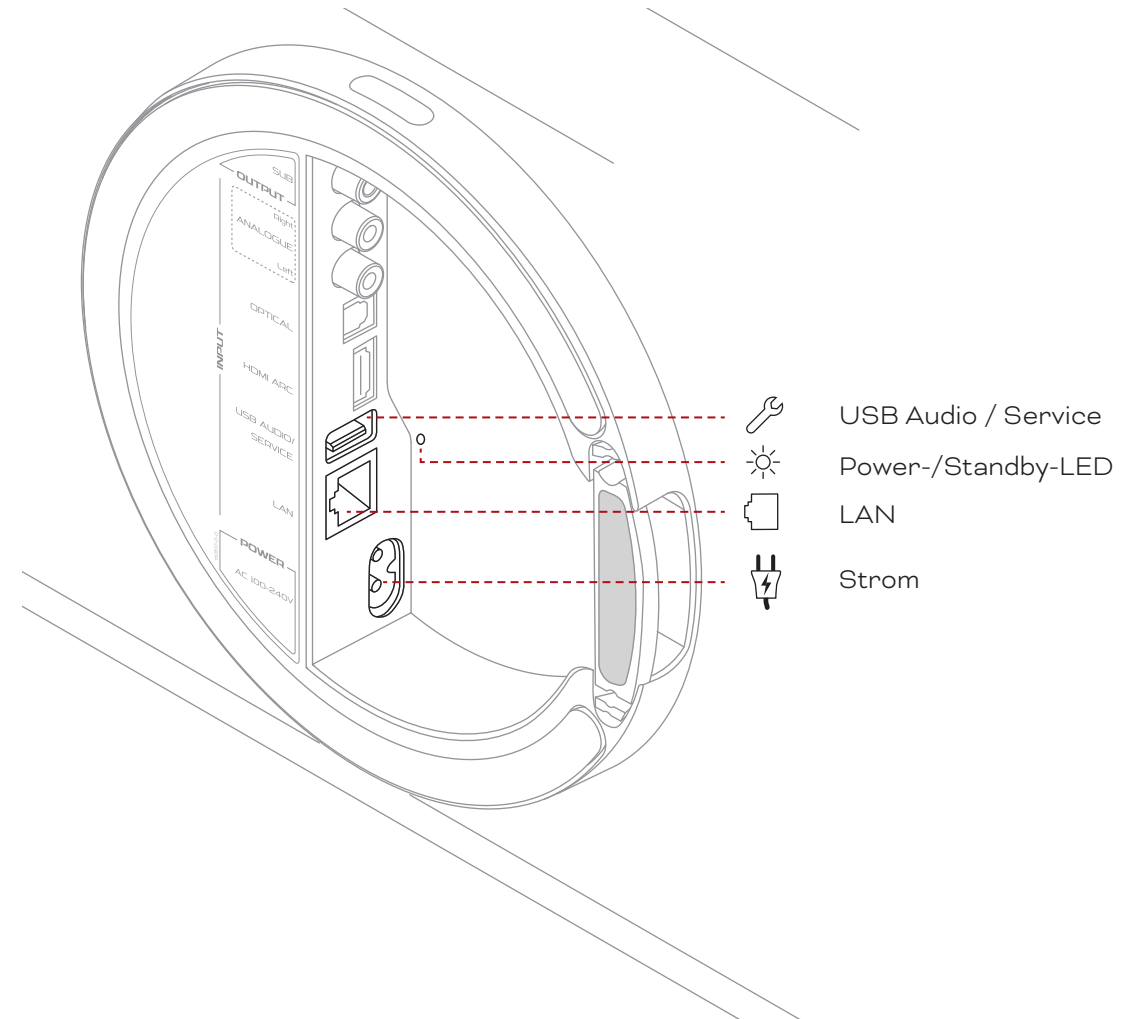 SUB
OUTPUT
Right
ANALOGUE
Left
OPTICAL
INPUT
HDMI ARC
USB AUDIO/
SERVICE
LAN
POWER
AC 100-240V
USB Audio / Service
Power-/Standby-LED
LAN
Strom